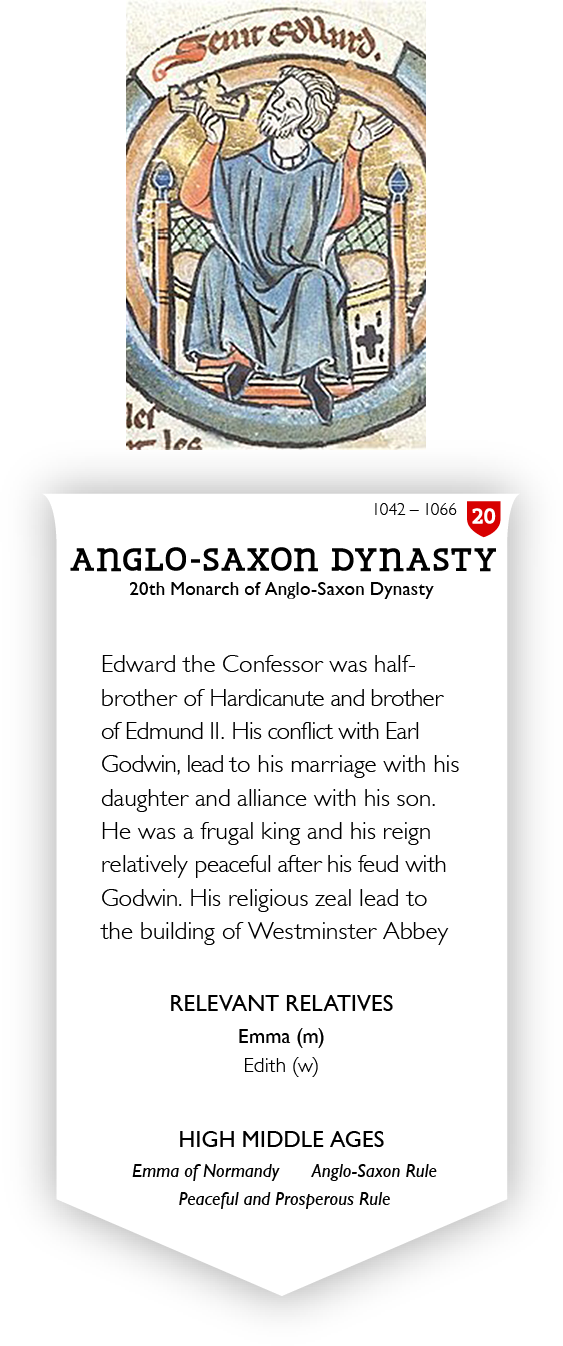 Seint Edward.
1042 – 1066 20
ANGLO-SAXON DYNASTY
20th Monarch of Anglo-Saxon Dynasty
Edward the Confessor was half-
brother of Hardicanute and brother
of Edmund II. His conflict with Earl
Godwin, lead to his marriage with his
daughter and alliance with his son.
He was a frugal king and his reign
relatively peaceful after his feud with
Godwin. His religious zeal lead to
the building of Westminster Abbey
RELEVANT RELATIVES
Emma (m)
Edith (w)
HIGH MIDDLE AGES
Emma of Normandy Anglo-Saxon Rule
Peaceful and Prosperous Rule